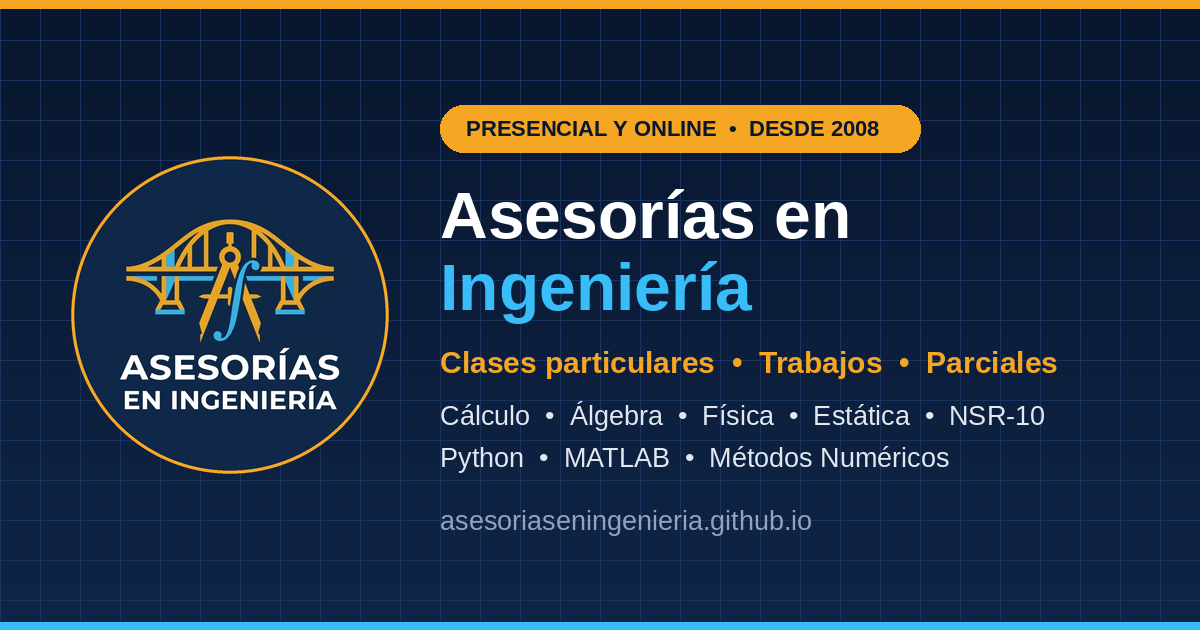 PRESENCIAL Y ONLINE • DESDE 2008
Asesorías en
Ingeniería
Clases particulares • Trabajos • Parciales
Cálculo • Álgebra • Física • Estática • NSR-10
Python • MATLAB • Métodos Numéricos
asesoriaseningenieria.github.io
ASESORÍAS
EN INGENIERÍA